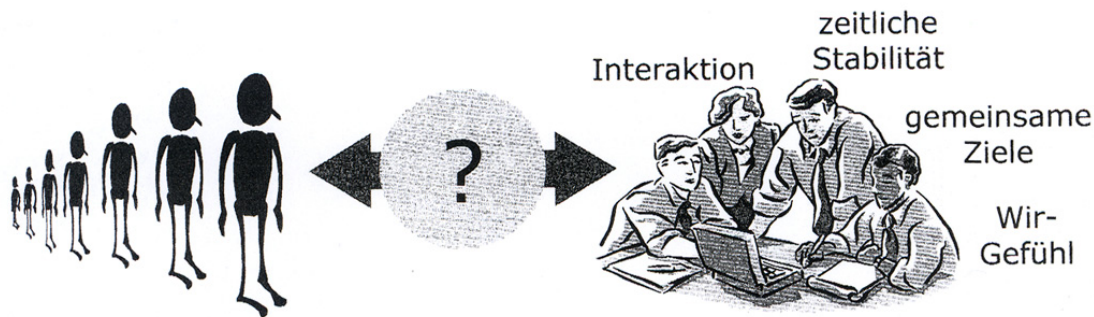 ?
Interaktion
zeitliche
Stabilität
gemeinsame
Ziele
Wir-
Gefühl